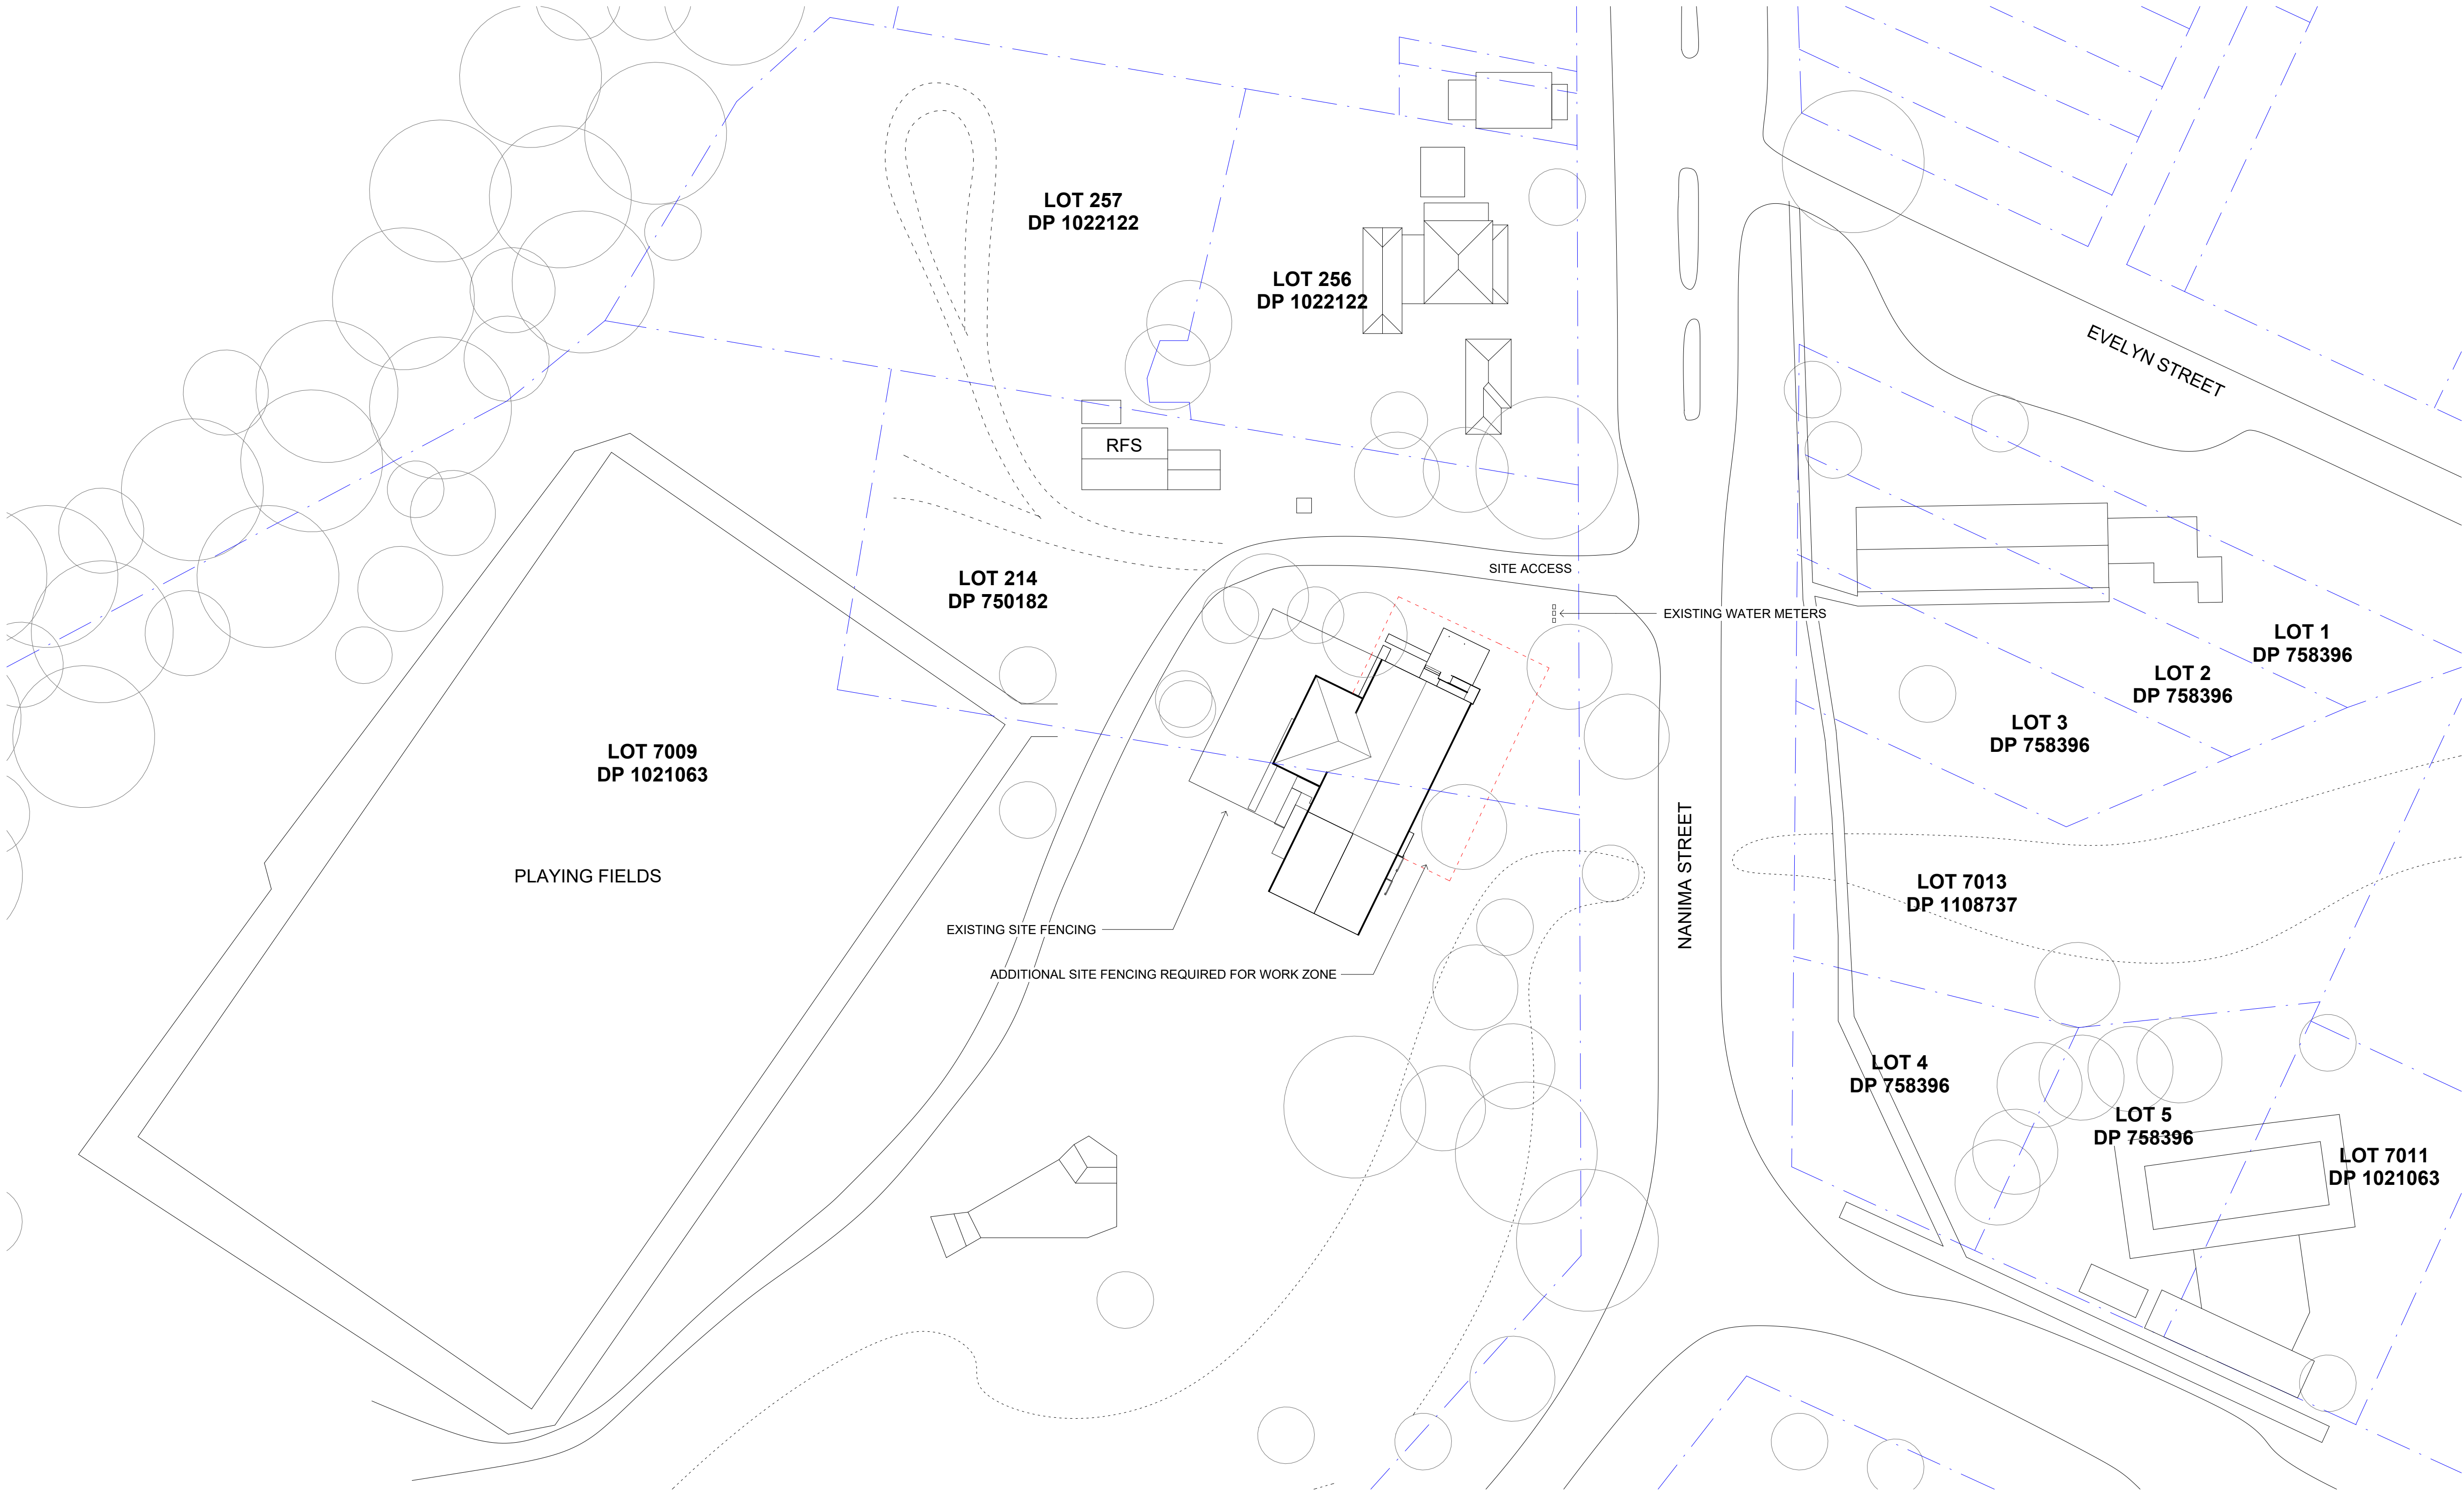 LOT 257
DP 1022122
LOT 256
DP 1022122
EVELYN STREET
RFS
SITE ACCESS
LOT 214
DP 750182
EXISTING WATER METERS
LOT 1
DP 758396
LOT 2
DP 758396
LOT 3
DP 758396
LOT 7009
DP 1021063
PLAYING FIELDS
NANIMA STREET
LOT 7013
DP 1108737
EXISTING SITE FENCING
ADDITIONAL SITE FENCING REQUIRED FOR WORK ZONE
LOT 4
DP 758396
LOT 5
DP 758396
LOT 7011
DP 1021063